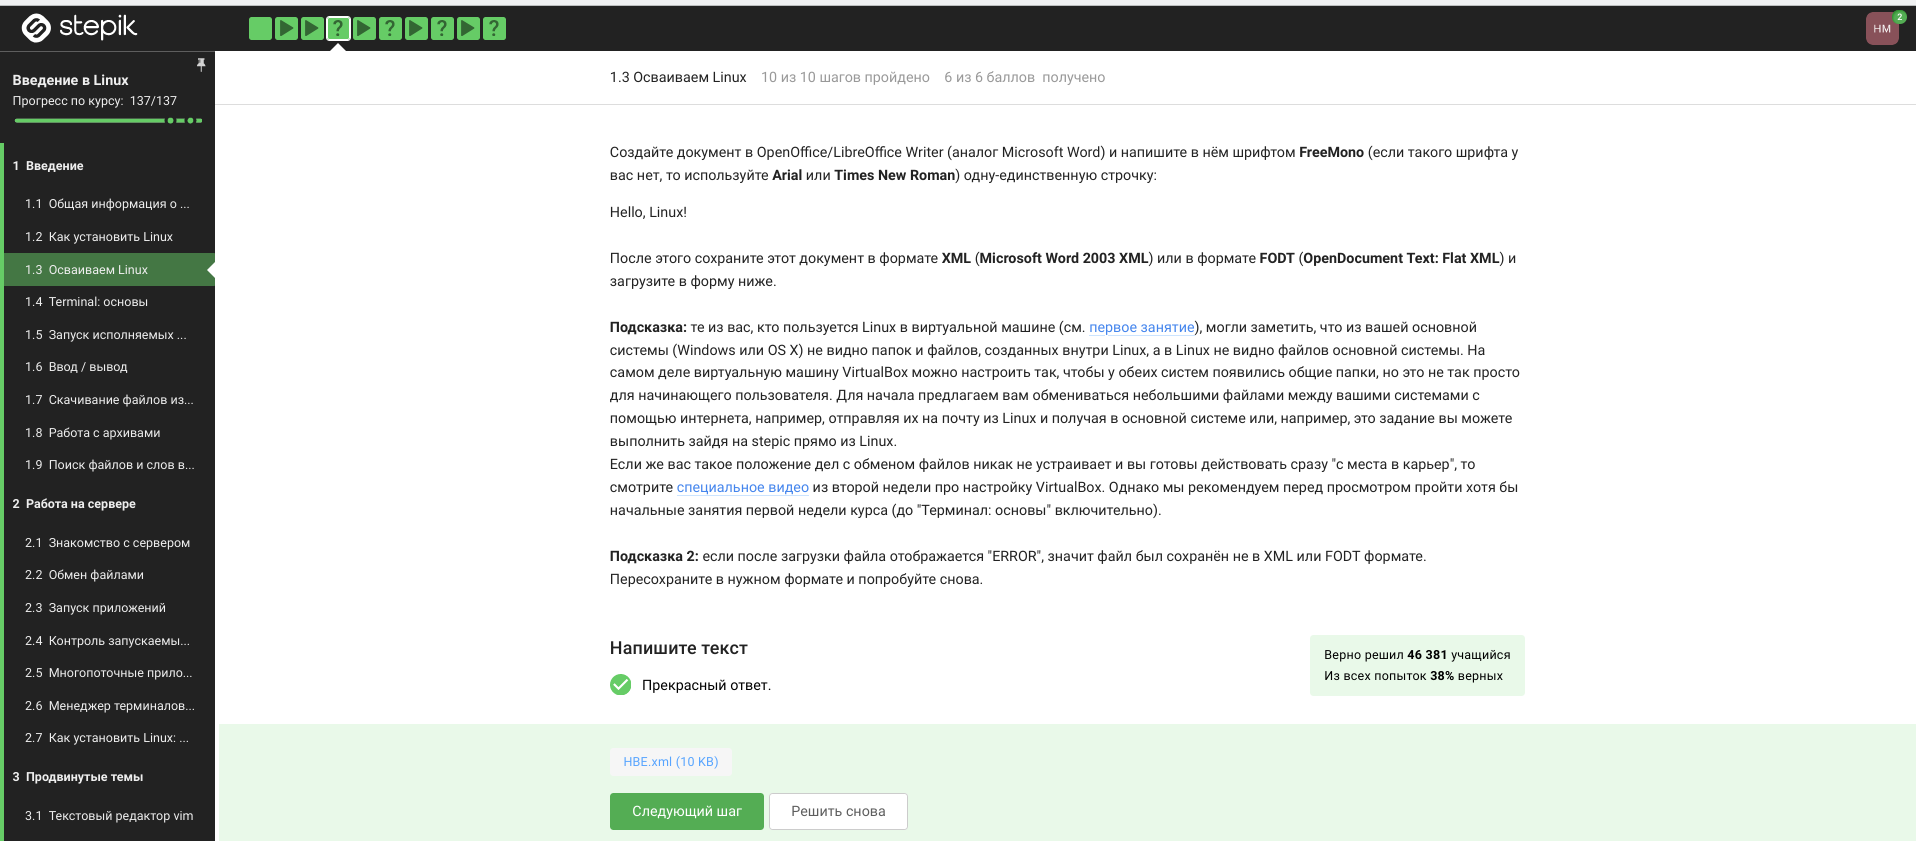 stepik
?
?
?
?
НМ
2
Введение в Linux
Прогресс по курсу: 137/137
1 Введение
1.1 Общая информация о ...
1.2 Как установить Linux
1.3 Осваиваем Linux
1.4 Terminal: основы
1.5 Запуск исполняемых ...
1.6 Ввод / вывод
1.7 Скачивание файлов из...
1.8 Работа с архивами
1.9 Поиск файлов и слов в...
2 Работа на сервере
2.1 Знакомство с сервером
2.2 Обмен файлами
2.3 Запуск приложений
2.4 Контроль запускаемы...
2.5 Многопоточные прило...
2.6 Менеджер терминалов...
2.7 Как установить Linux: ...
3 Продвинутые темы
3.1 Текстовый редактор vim
1.3 Осваиваем Linux 10 из 10 шагов пройдено 6 из 6 баллов получено
Создайте документ в OpenOffice/LibreOffice Writer (аналог Microsoft Word) и напишите в нём шрифтом FreeMono (если такого шрифта у
вас нет, то используйте Arial или Times New Roman) одну-единственную строчку:
Hello, Linux!
После этого сохраните этот документ в формате XML (Microsoft Word 2003 XML) или в формате FODT (OpenDocument Text: Flat XML) и
загрузите в форму ниже.
Подсказка: те из вас, кто пользуется Linux в виртуальной машине (см. первое занятие), могли заметить, что из вашей основной
системы (Windows или OS X) не видно папок и файлов, созданных внутри Linux, а в Linux не видно файлов основной системы. На
самом деле виртуальную машину VirtualBox можно настроить так, чтобы у обеих систем появились общие папки, но это не так просто
для начинающего пользователя. Для начала предлагаем вам обмениваться небольшими файлами между вашими системами с
помощью интернета, например, отправляя их на почту из Linux и получая в основной системе или, например, это задание вы можете
выполнить зайдя на stepic прямо из Linux.
Если же вас такое положение дел с обменом файлов никак не устраивает и вы готовы действовать сразу "с места в карьер", то
смотрите специальное видео из второй недели про настройку VirtualBox. Однако мы рекомендуем перед просмотром пройти хотя бы
начальные занятия первой недели курса (до "Терминал: основы" включительно).
Подсказка 2: если после загрузки файла отображается "ERROR", значит файл был сохранён не в XML или FODT формате.
Пересохраните в нужном формате и попробуйте снова.
Напишите текст
Прекрасный ответ.
Верно решил 46 381 учащийся
Из всех попыток 38% верных
HBE.xml (10 KB)
Следующий шаг
Решить снова